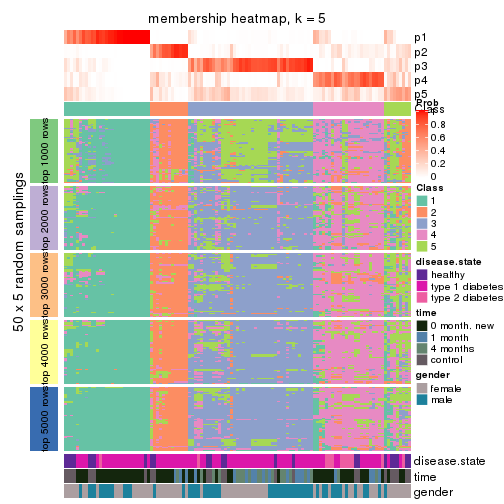 membership heatmap, k = 5
p1
p2
p3
p4
p5
Class
Prob
1
0.8
0.6
0.4
0.2
0
Class
1
2
3
4
5
disease.state
healthy
type 1 diabetes
type 2 diabetes
time
0 month. new
1 month
4 months
control
gender
female
male
50 x 5 random samplings
top 1000 rows
top 2000 rows
top 3000 rows
top 4000 rows
top 5000 rows
disease.state
time
gender